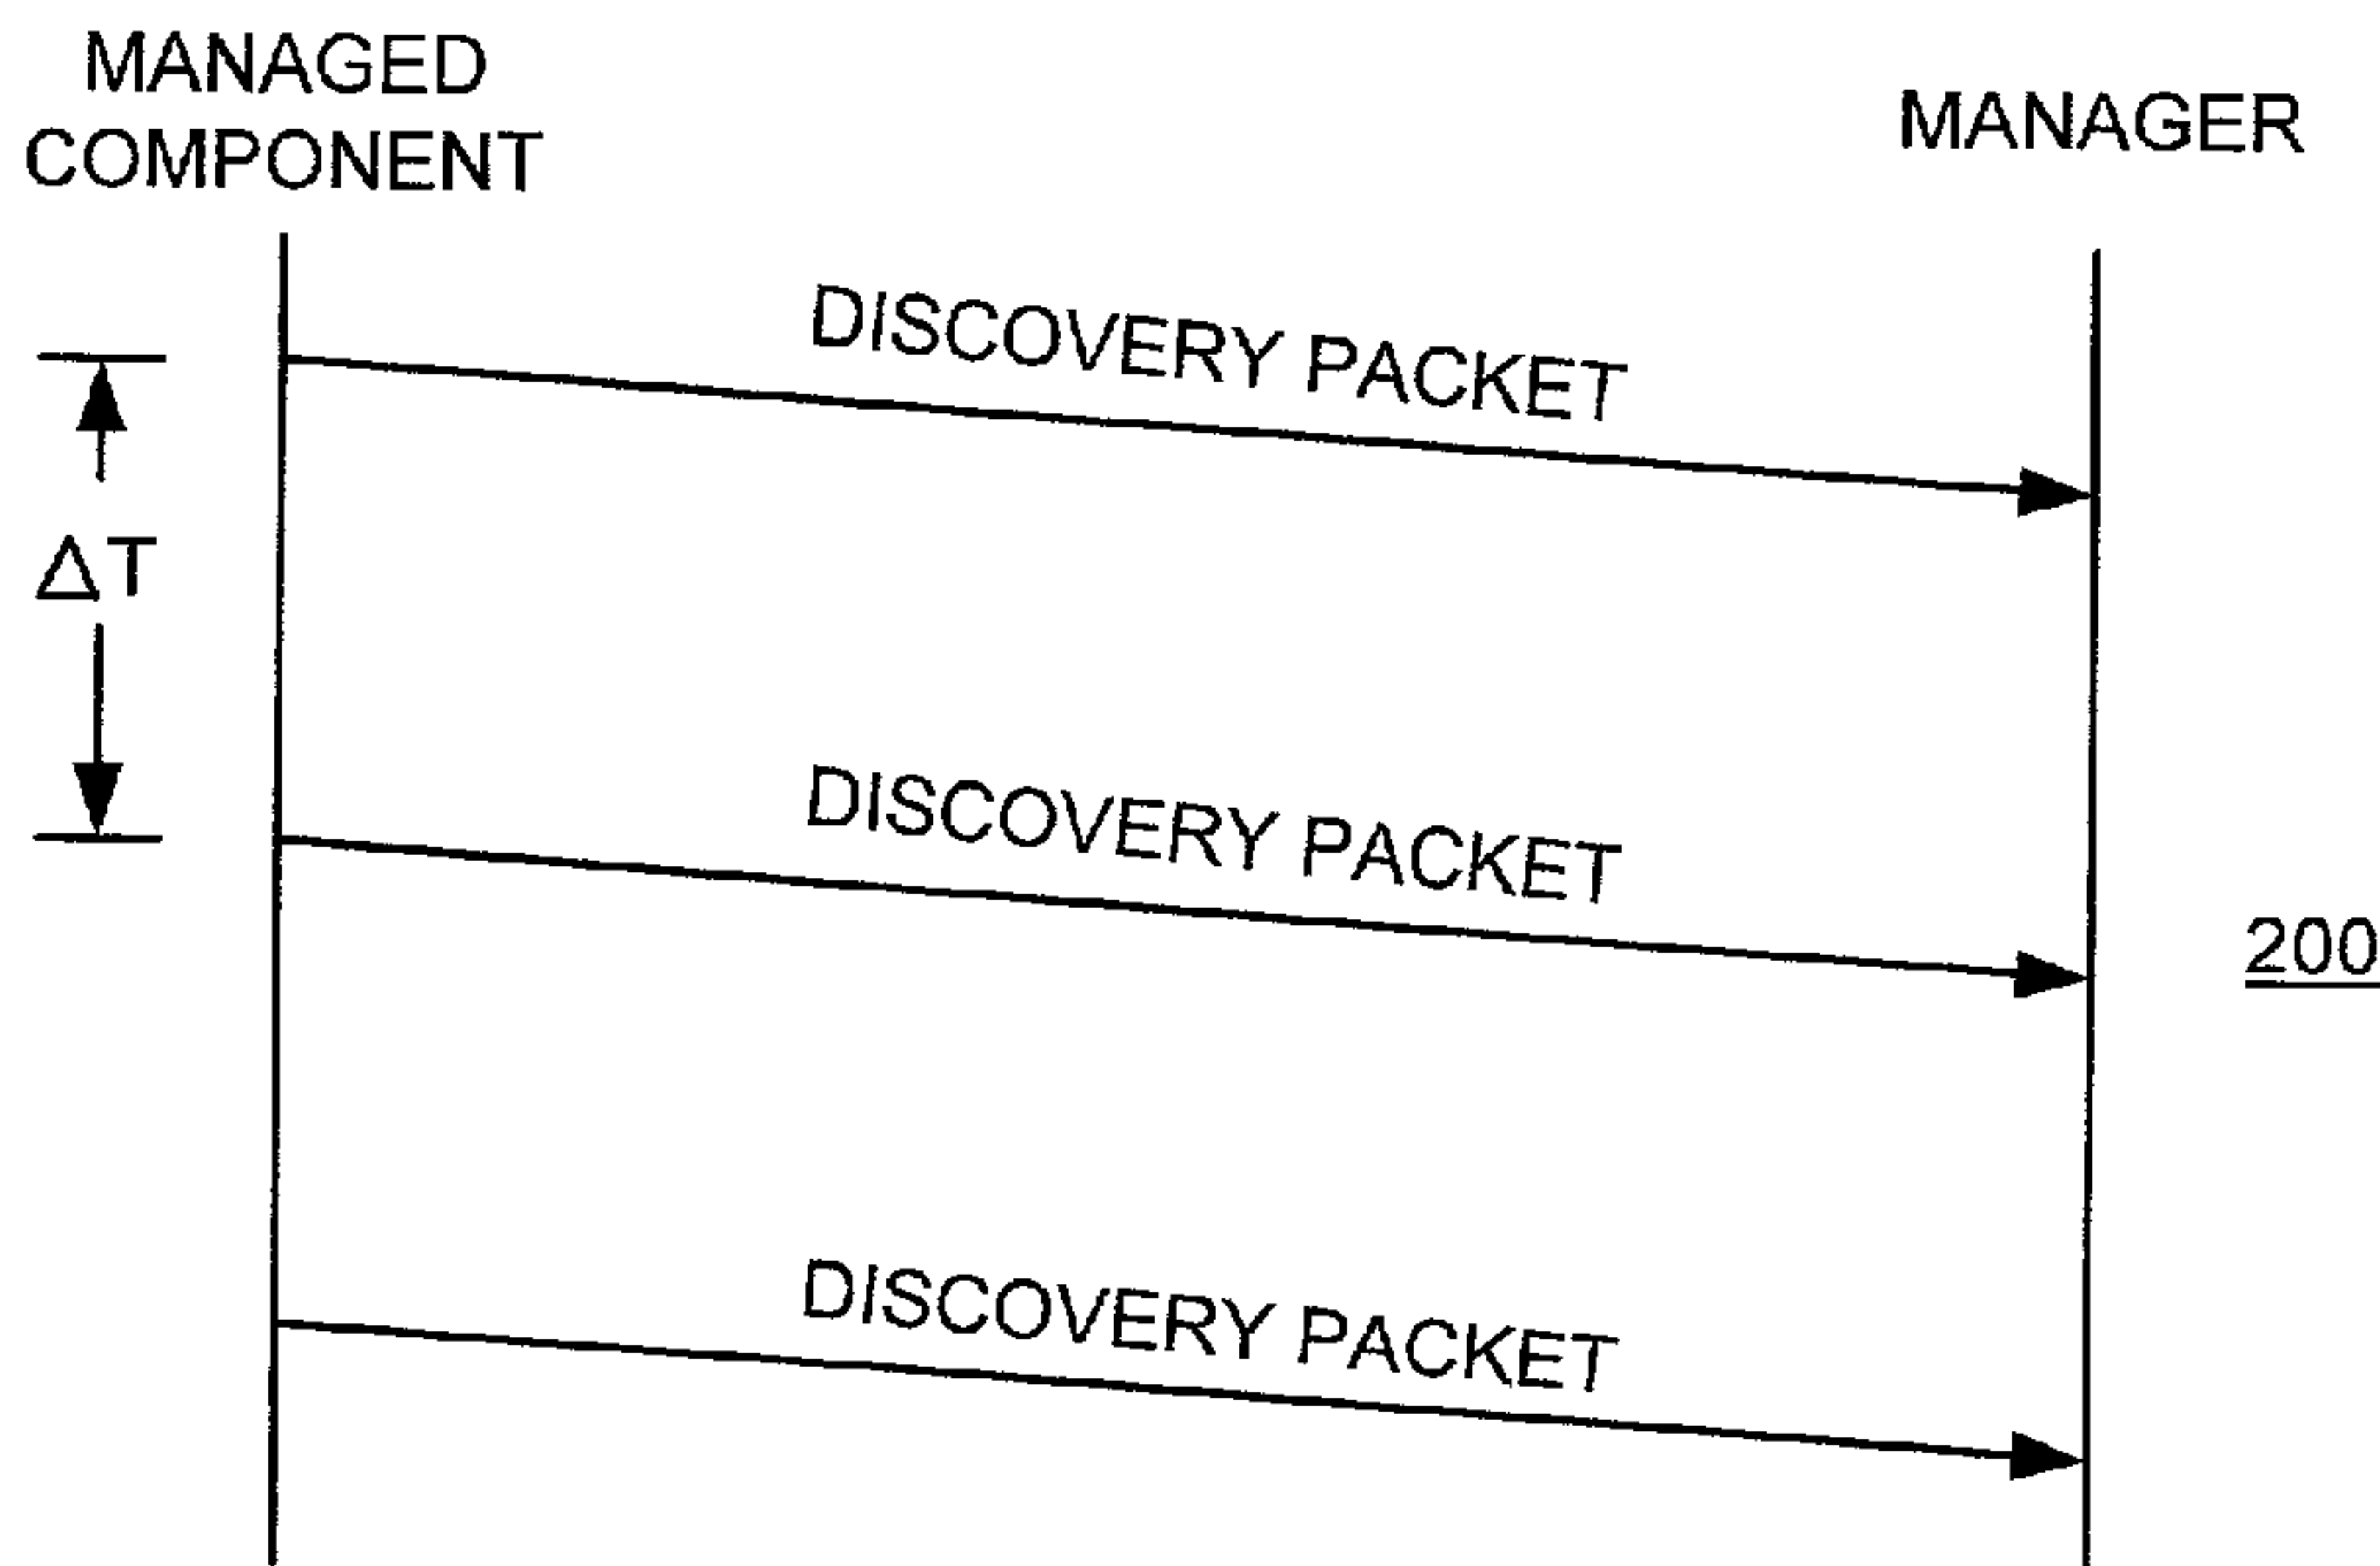 MANAGED
COMPONENT
MANAGER
DISCOVERY PACKET
ΔT
DISCOVERY PACKET
200
DISCOVERY PACKET